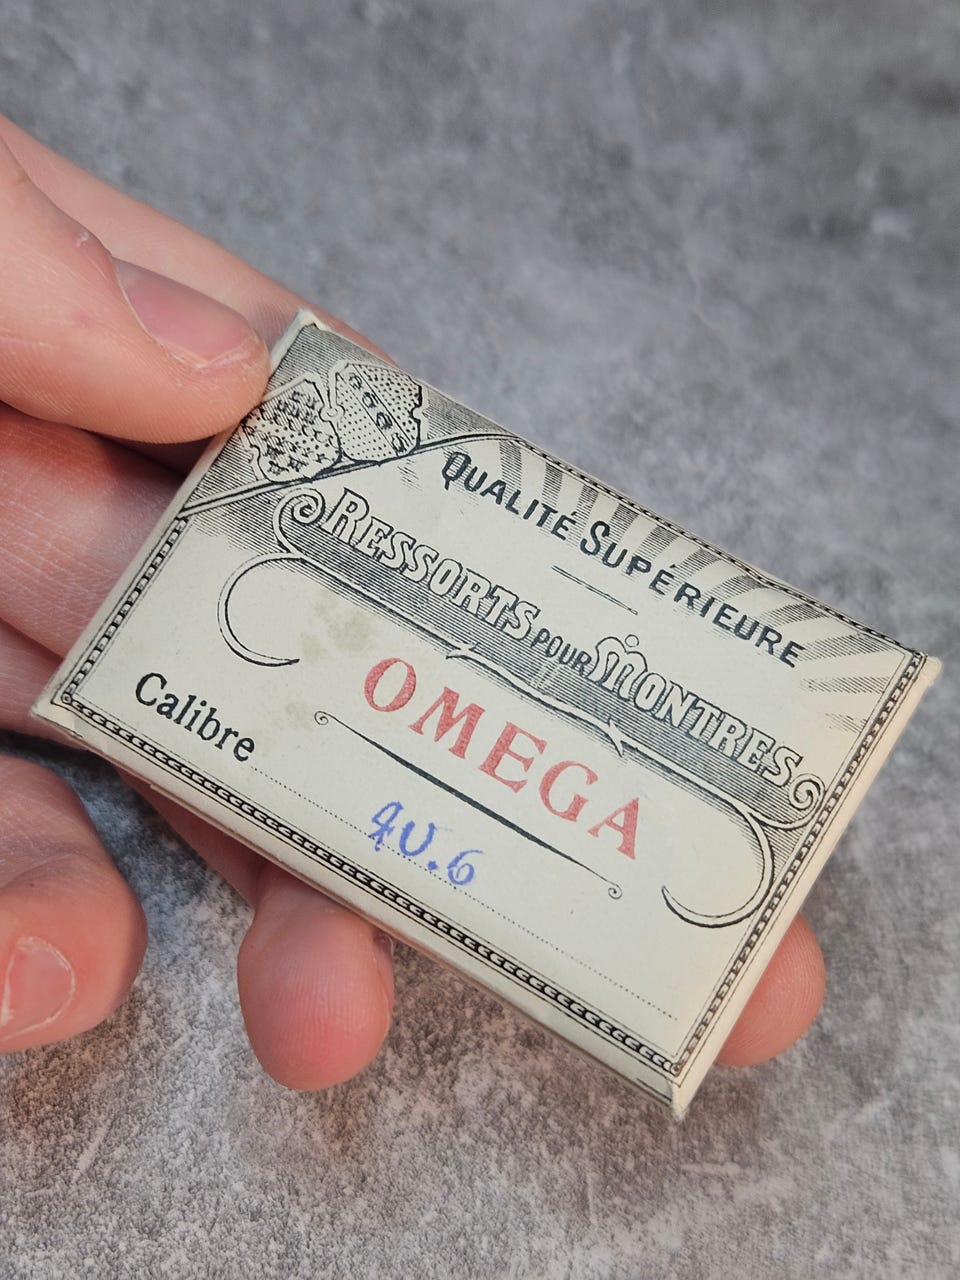 QUALITÉ SUPÉRIEURE
RESSORTS POUR MONTRES
OMEGA
Calibre
40.6